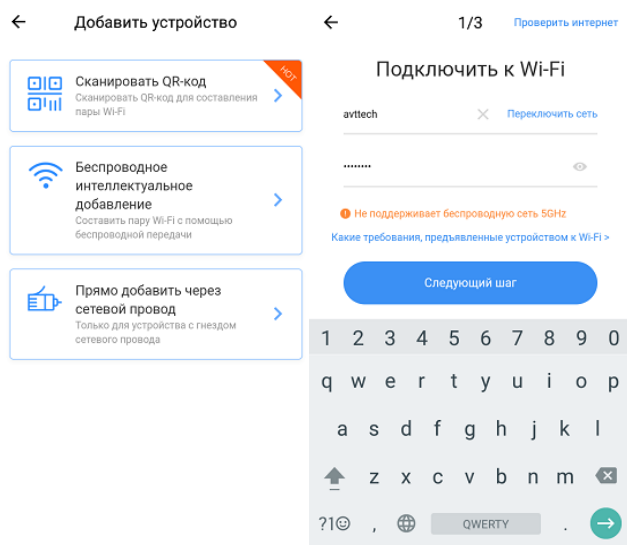 Добавить устройство
Сканировать QR-код
HOT
Сканировать QR-код для составления
пары Wi-Fi
Беспроводное
интеллектуальное
добавление
Составить пару Wi-Fi с помощью
беспроводной передачи
Прямо добавить через
сетевой провод
Только для устройства с гнездом
сетевого провода
1/3 Проверить интернет
Подключить к Wi-Fi
avttech Переключить сеть
••••••••
Не поддерживает беспроводную сеть 5GHz
Какие требования, предъявленные устройством к Wi-Fi >
Следующий шаг
1 2 3 4 5 6 7 8 9 0
q w e r t y u i o p
a s d f g h j k l
z x c v b n m
?1☺ , QWERTY .